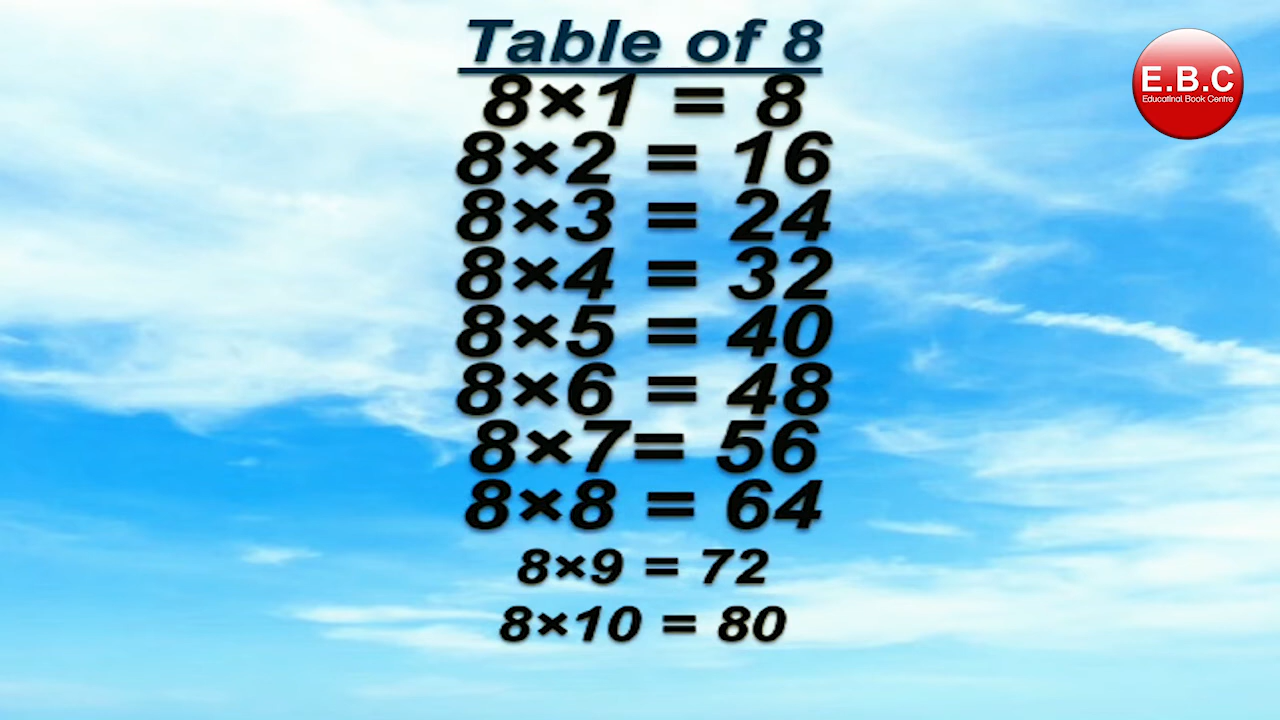 Table of 8
8×1 = 8
8×2 = 16
8×3 = 24
8×4 = 32
8×5 = 40
8×6 = 48
8×7= 56
8×8 = 64
8×9 = 72
8×10 = 80
E.B.C
Educatinal Book Centre